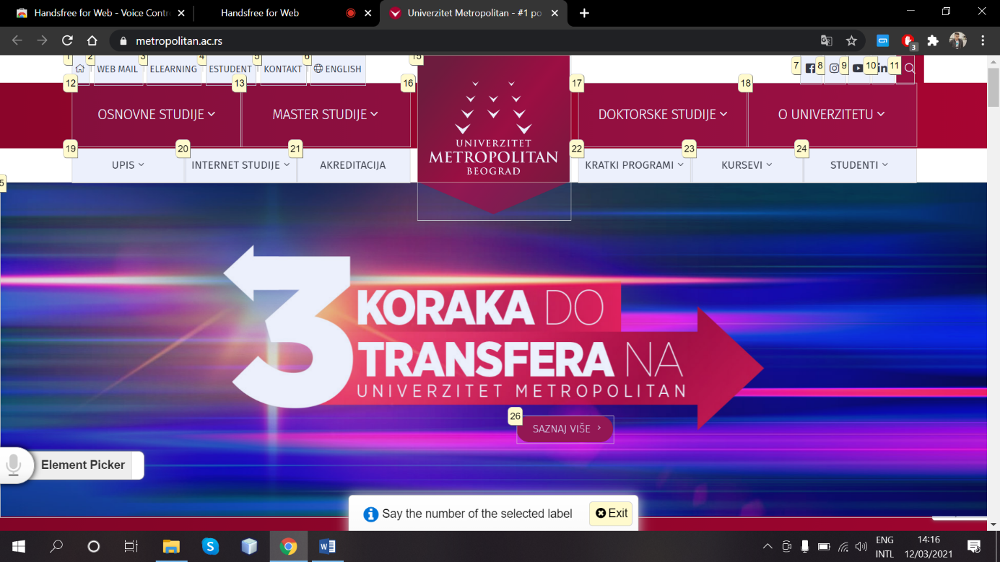 Handsfree for Web - Voice Contr
Handsfree for Web
Univerzitet Metropolitan - #1 po
metropolitan.ac.rs
3
1 2 3 4 5 6 15 7 8 9 10 11
WEB MAIL ELEARNING ESTUDENT KONTAKT ENGLISH
12 13 16 17 18
OSNOVNE STUDIJE MASTER STUDIJE DOKTORSKE STUDIJE O UNIVERZITETU
UNIVERZITET
METROPOLITAN
BEOGRAD
19 20 21 22 23 24
UPIS INTERNET STUDIJE AKREDITACIJA KRATKI PROGRAMI KURSEVI STUDENTI
5
3 KORAKA DO
TRANSFERA NA
UNIVERZITET METROPOLITAN
26
SAZNAJ VIŠE
Element Picker
Say the number of the selected label Exit
ENG 14:16
INTL 12/03/2021